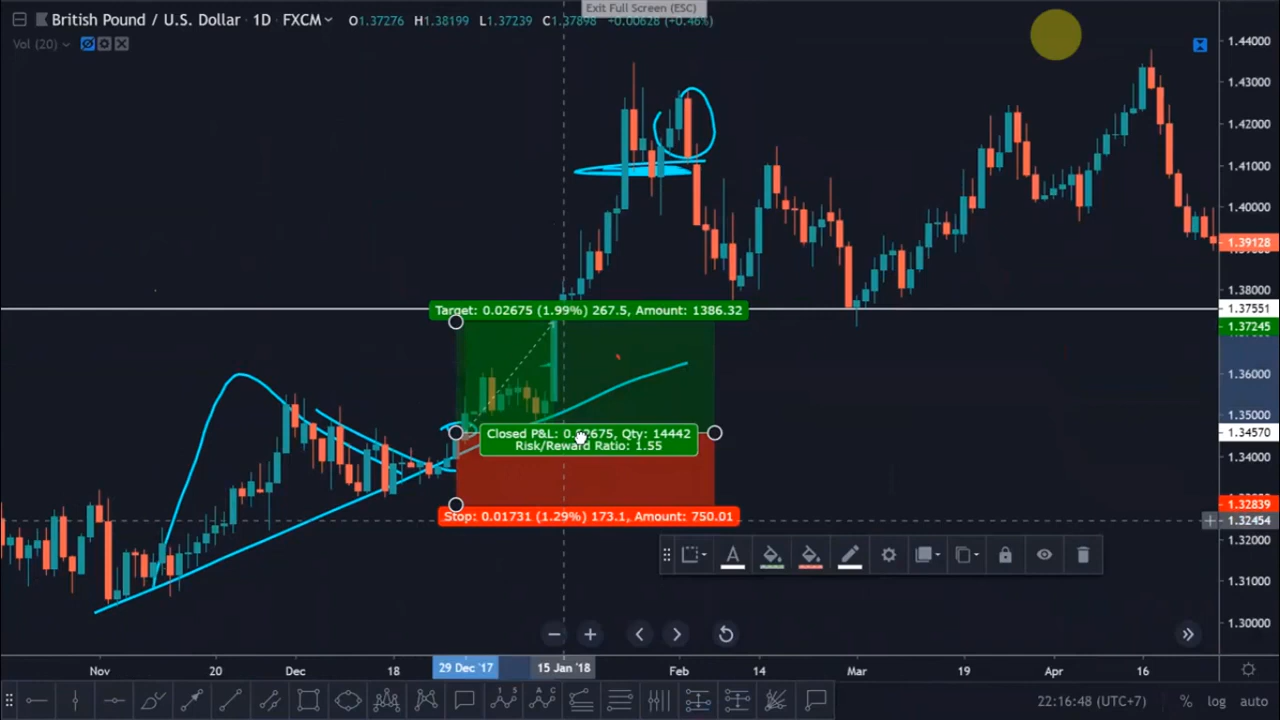 Exit Full Screen (ESC)
British Pound / U.S. Dollar · 1D · FXCM
O1.37276 H1.38199 L1.37239 C1.37898 +0.00628 (+0.46%)
Vol (20)
1.44000
1.43000
1.42000
1.41000
1.40000
1.39128
1.38000
1.37551
1.37245
1.36000
1.35000
1.34570
1.34000
1.32839
1.32454
1.32000
1.31000
1.30000
Target: 0.02675 (1.99%) 267.5, Amount: 1386.32
Closed P&L: 0.02675, Qty: 14442
Risk/Reward Ratio: 1.55
Stop: 0.01731 (1.29%) 173.1, Amount: 750.01
Nov 20 Dec 18 29 Dec '17 15 Jan '18 Feb 14 Mar 19 Apr 16
22:16:48 (UTC+7) % log auto